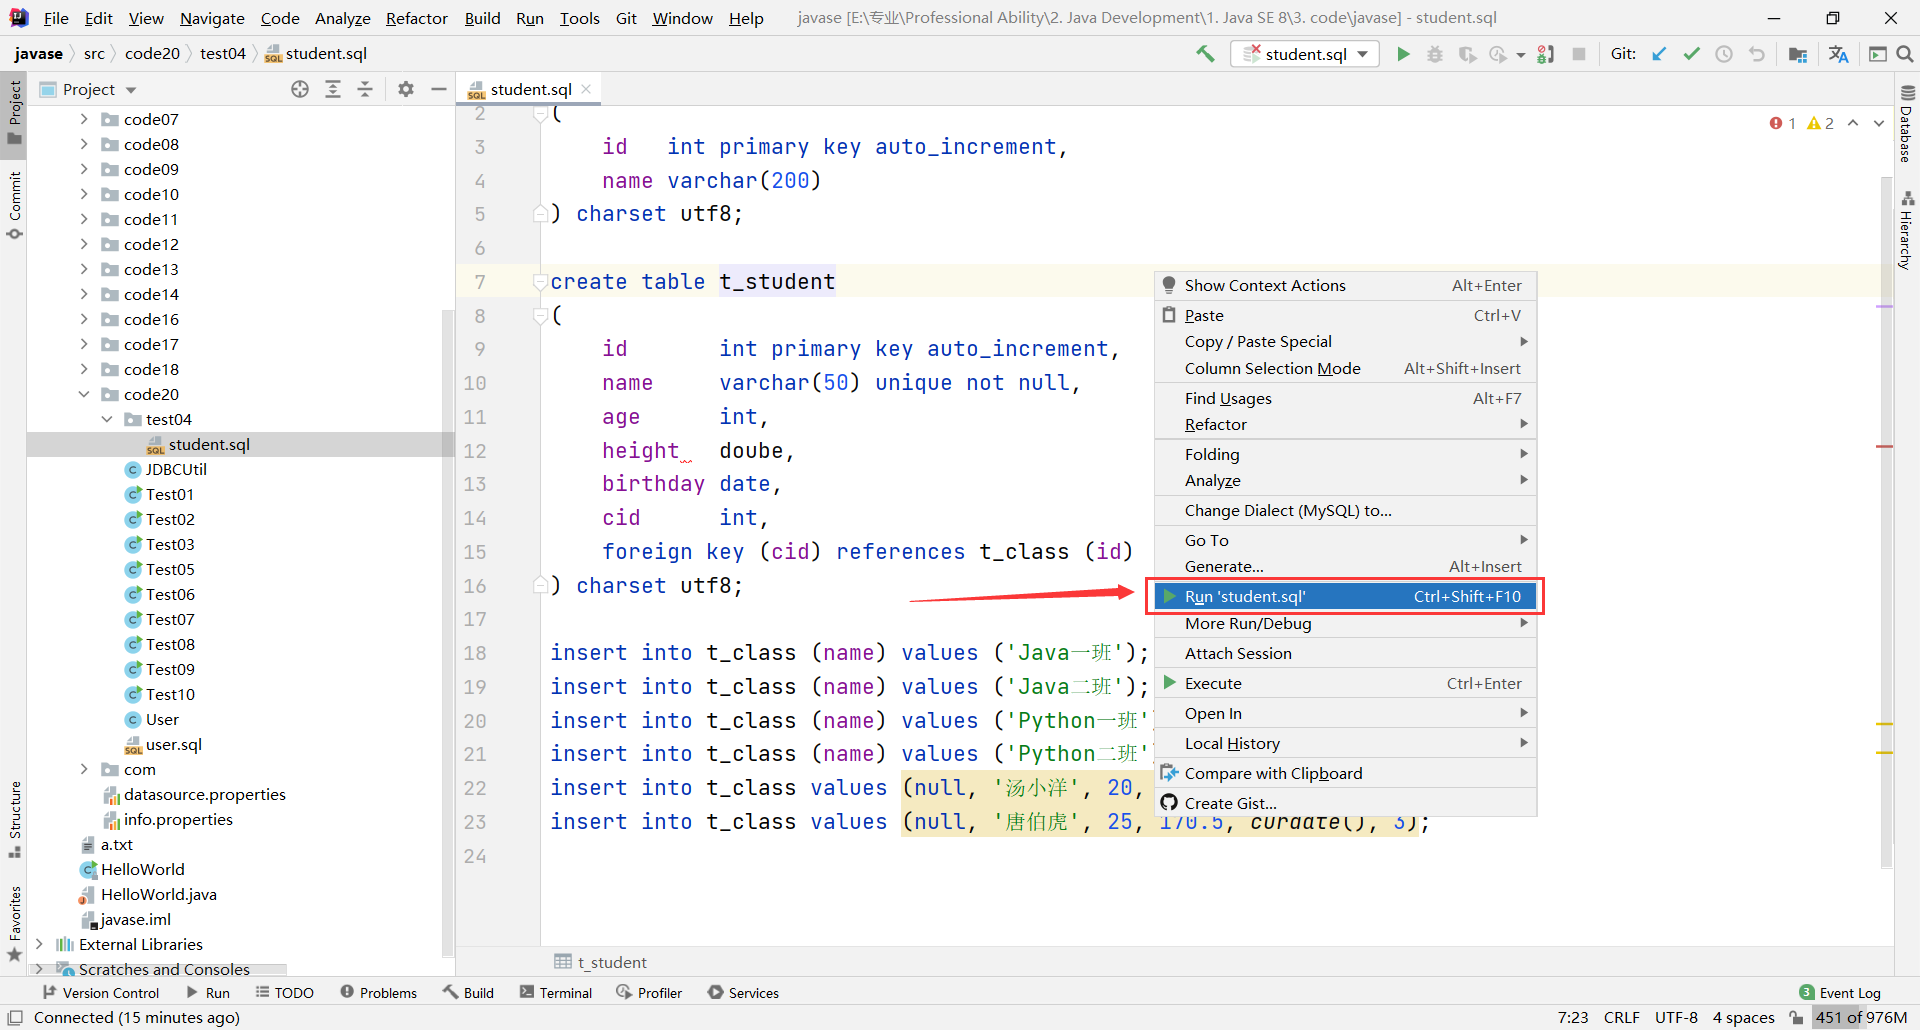 File Edit View Navigate Code Analyze Refactor Build Run Tools Git Window Help javase [E:\专业\Professional Ability\2. Java Development\1. Java SE 8\3. code\javase] - student.sql
javase src code20 test04 student.sql
student.sql Git:
Project
student.sql
Project
Commit
Structure
Favorites
Database
Hierarchy
code07
code08
code09
code10
code11
code12
code13
code14
code16
code17
code18
code20
test04
student.sql
JDBCUtil
Test01
Test02
Test03
Test05
Test06
Test07
Test08
Test09
Test10
User
user.sql
com
datasource.properties
info.properties
a.txt
HelloWorld
HelloWorld.java
javase.iml
External Libraries
Scratches and Consoles
1 2
2 (
3 id int primary key auto_increment,
4 name varchar(200)
5 ) charset utf8;
6
7 create table t_student
8 (
9 id int primary key auto_increment,
10 name varchar(50) unique not null,
11 age int,
12 height doube,
13 birthday date,
14 cid int,
15 foreign key (cid) references t_class (id)
16 ) charset utf8;
17
18 insert into t_class (name) values ('Java一班');
19 insert into t_class (name) values ('Java二班');
20 insert into t_class (name) values ('Python一班'
21 insert into t_class (name) values ('Python二班'
22 insert into t_class values (null, '汤小洋', 20,
23 insert into t_class values (null, '唐伯虎', 25, 170.5, curdate(), 3);
24
Show Context Actions Alt+Enter
Paste Ctrl+V
Copy / Paste Special
Column Selection Mode Alt+Shift+Insert
Find Usages Alt+F7
Refactor
Folding
Analyze
Change Dialect (MySQL) to...
Go To
Generate... Alt+Insert
Run 'student.sql' Ctrl+Shift+F10
More Run/Debug
Attach Session
Execute Ctrl+Enter
Open In
Local History
Compare with Clipboard
Create Gist...
t_student
Version Control Run TODO Problems Build Terminal Profiler Services 3 Event Log
Connected (15 minutes ago) 7:23 CRLF UTF-8 4 spaces 451 of 976M